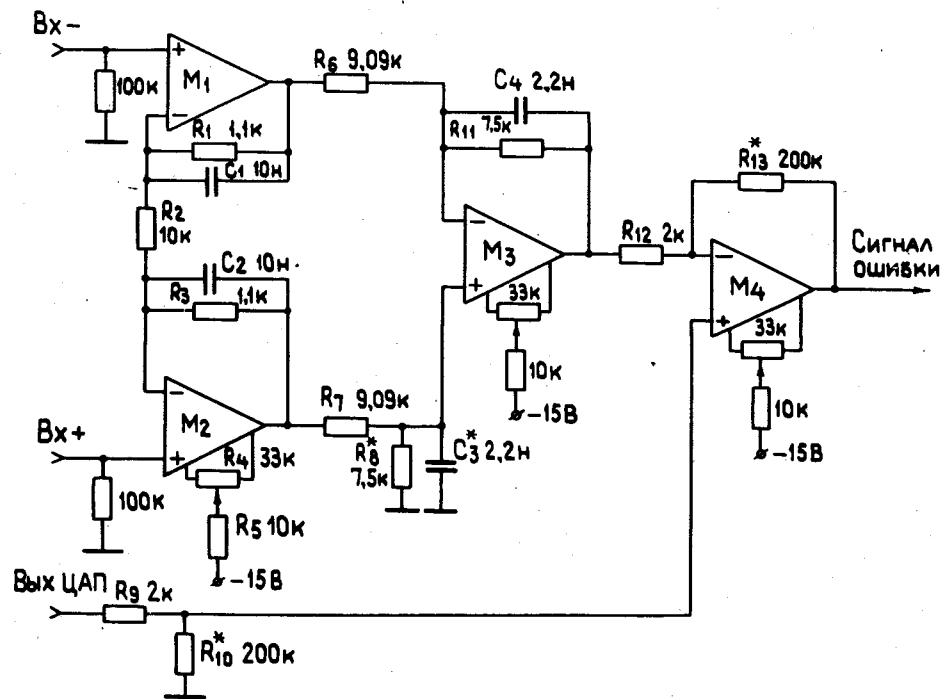 Вх-
100к
+
M1
-
R1 1,1к
C1 10н
R2
10к
C2 10н
R3 1,1к
-
M2
+
R4 33к
R5 10к
-15В
Вх+
100к
R6 9,09к
C4 2,2н
R11 7,5к
-
M3
+
33к
10к
-15В
R7 9,09к
R8*
7,5к
C3* 2,2н
R12 2к
R13* 200к
-
M4
+
33к
10к
-15В
Сигнал
ошибки
Вых ЦАП
R9 2к
R10* 200к